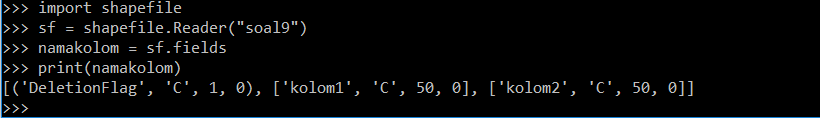 >>> import shapefile
>>> sf = shapefile.Reader("soal9")
>>> namakolom = sf.fields
>>> print(namakolom)
[('DeletionFlag', 'C', 1, 0), ['kolom1', 'C', 50, 0], ['kolom2', 'C', 50, 0]]
>>>